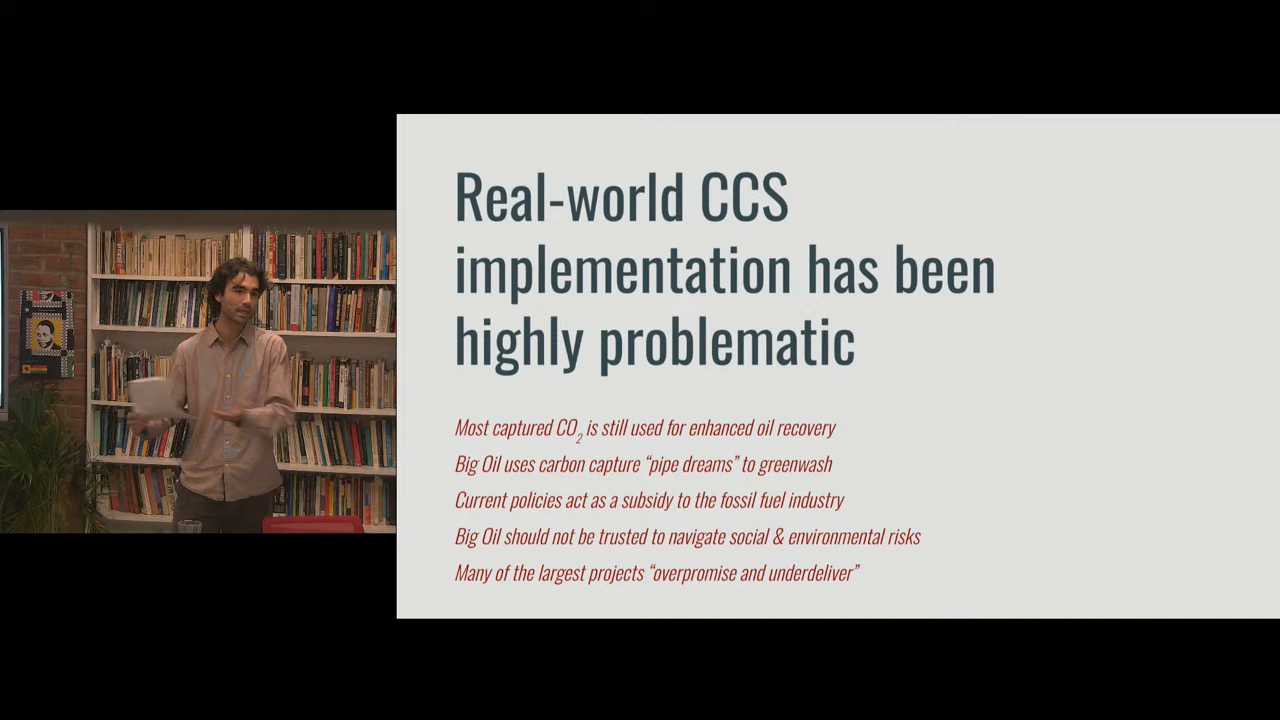 Real-world CCS
implementation has been
highly problematic
Most captured CO₂ is still used for enhanced oil recovery
Big Oil uses carbon capture “pipe dreams” to greenwash
Current policies act as a subsidy to the fossil fuel industry
Big Oil should not be trusted to navigate social & environmental risks
Many of the largest projects “overpromise and underdeliver”